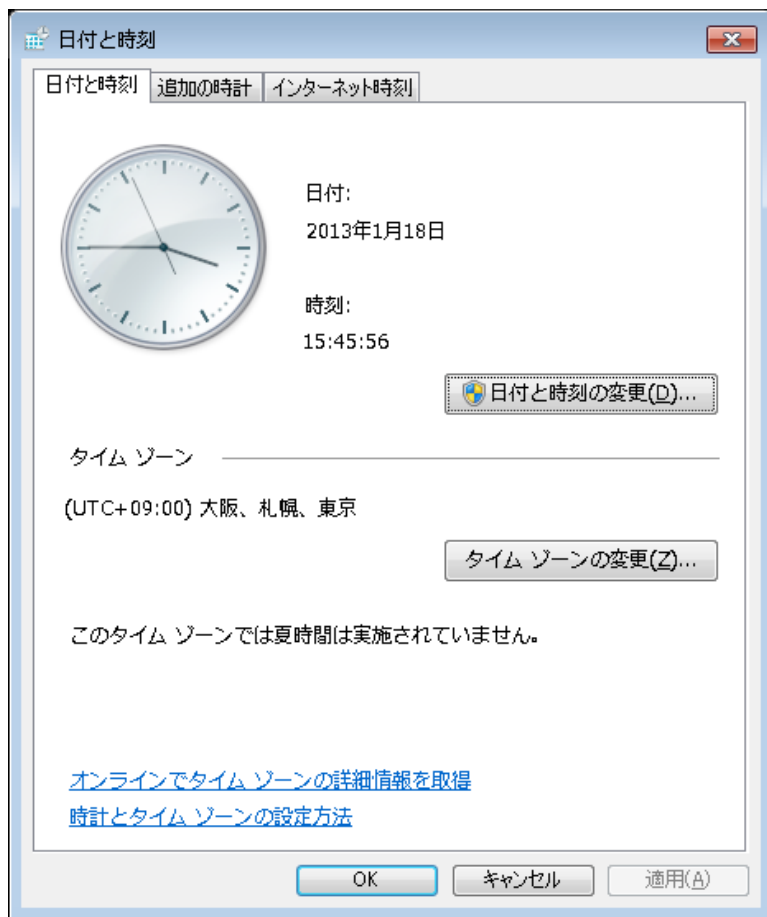 日付と時刻
日付と時刻 追加の時計 インターネット時刻
日付:
2013年1月18日
時刻:
15:45:56
日付と時刻の変更(D)...
タイム ゾーン
(UTC+09:00) 大阪、札幌、東京
タイム ゾーンの変更(Z)...
このタイム ゾーンでは夏時間は実施されていません。
オンラインでタイム ゾーンの詳細情報を取得
時計とタイム ゾーンの設定方法
OK キャンセル 適用(A)